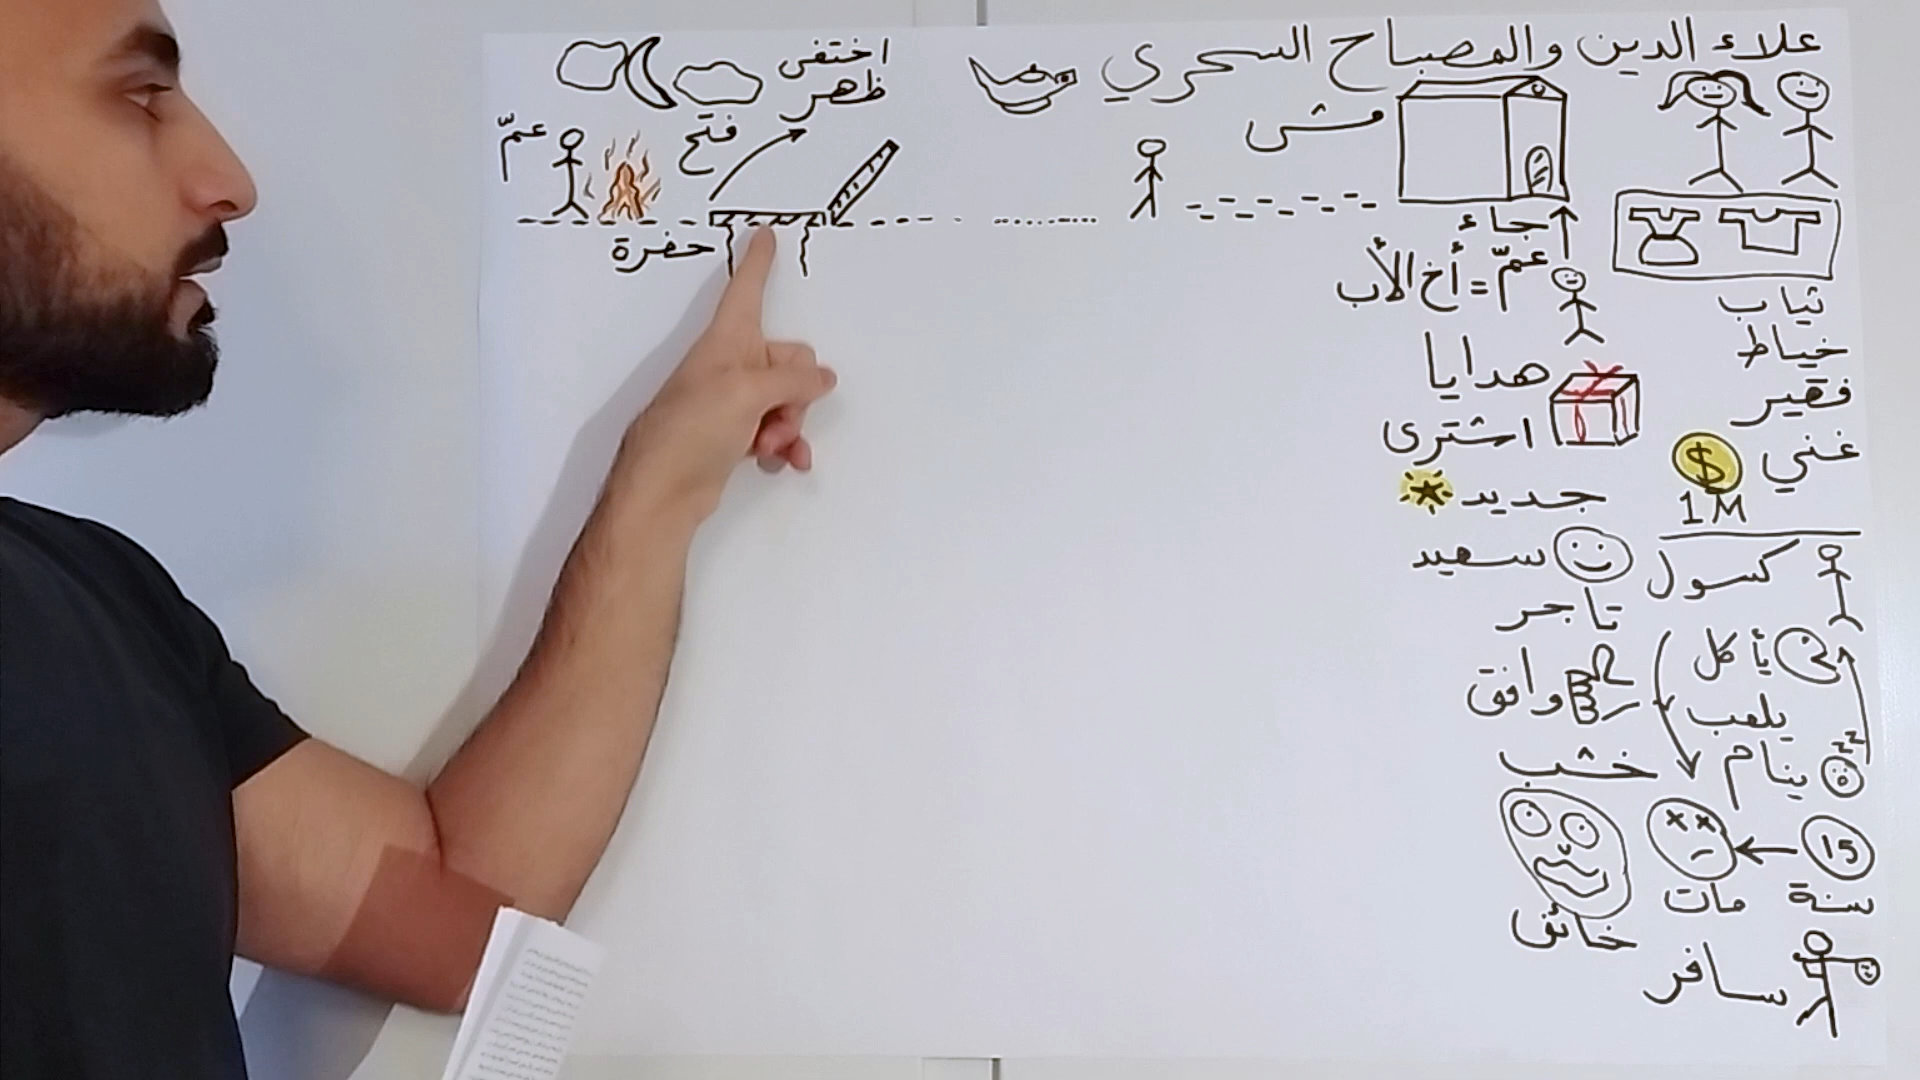 علاء الدين والمصباح السحري
ثياب
خياط
فقير
غني
$
1M
كسول
يأكل
يلعب
ينام
zzz
15
سنة
مات
سافر
مشى
جاء
عمّ = أخ الأب
هدايا
اشترى
جديد
سعيد
تاجر
وافق
خشب
خائف
اختفى
ظهر
فتح
عمّ
حفرة